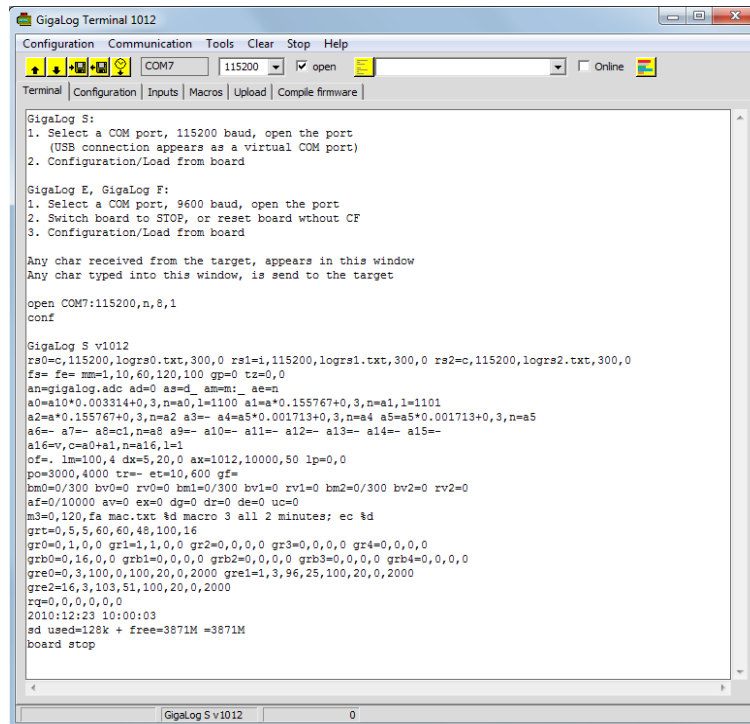 GigaLog Terminal 1012
Configuration Communication Tools Clear Stop Help
COM7 115200 open Online
Terminal Configuration Inputs Macros Upload Compile firmware
GigaLog S:
1. Select a COM port, 115200 baud, open the port
(USB connection appears as a virtual COM port)
2. Configuration/Load from board
GigaLog E, GigaLog F:
1. Select a COM port, 9600 baud, open the port
2. Switch board to STOP, or reset board wthout CF
3. Configuration/Load from board
Any char received from the target, appears in this window
Any char typed into this window, is send to the target
open COM7:115200,n,8,1
conf
GigaLog S v1012
rs0=c,115200,logrs0.txt,300,0 rs1=i,115200,logrs1.txt,300,0 rs2=c,115200,logrs2.txt,300,0
fs= fe= mm=1,10,60,120,100 gp=0 tz=0,0
an=gigalog.adc ad=0 as=d_ am=m:_ ae=n
a0=a10*0.003314+0,3,n=a0,l=1100 a1=a*0.155767+0,3,n=a1,l=1101
a2=a*0.155767+0,3,n=a2 a3=- a4=a5*0.001713+0,3,n=a4 a5=a5*0.001713+0,3,n=a5
a6=- a7=- a8=c1,n=a8 a9=- a10=- a11=- a12=- a13=- a14=- a15=-
a16=v,c=a0+a1,n=a16,l=1
of=. lm=100,4 dx=5,20,0 ax=1012,10000,50 lp=0,0
po=3000,4000 tr=- et=10,600 gf=
bm0=0/300 bv0=0 rv0=0 bm1=0/300 bv1=0 rv1=0 bm2=0/300 bv2=0 rv2=0
af=0/10000 av=0 ex=0 dg=0 dr=0 de=0 uc=0
m3=0,120,fa mac.txt %d macro 3 all 2 minutes; ec %d
grt=0,5,5,60,60,48,100,16
gr0=0,1,0,0 gr1=1,1,0,0 gr2=0,0,0,0 gr3=0,0,0,0 gr4=0,0,0,0
grb0=0,16,0,0 grb1=0,0,0,0 grb2=0,0,0,0 grb3=0,0,0,0 grb4=0,0,0,0
gre0=0,3,100,0,100,20,0,2000 gre1=1,3,96,25,100,20,0,2000
gre2=16,3,103,51,100,20,0,2000
rq=0,0,0,0,0,0
2010:12:23 10:00:03
sd used=128k + free=3871M =3871M
board stop
GigaLog S v1012 0